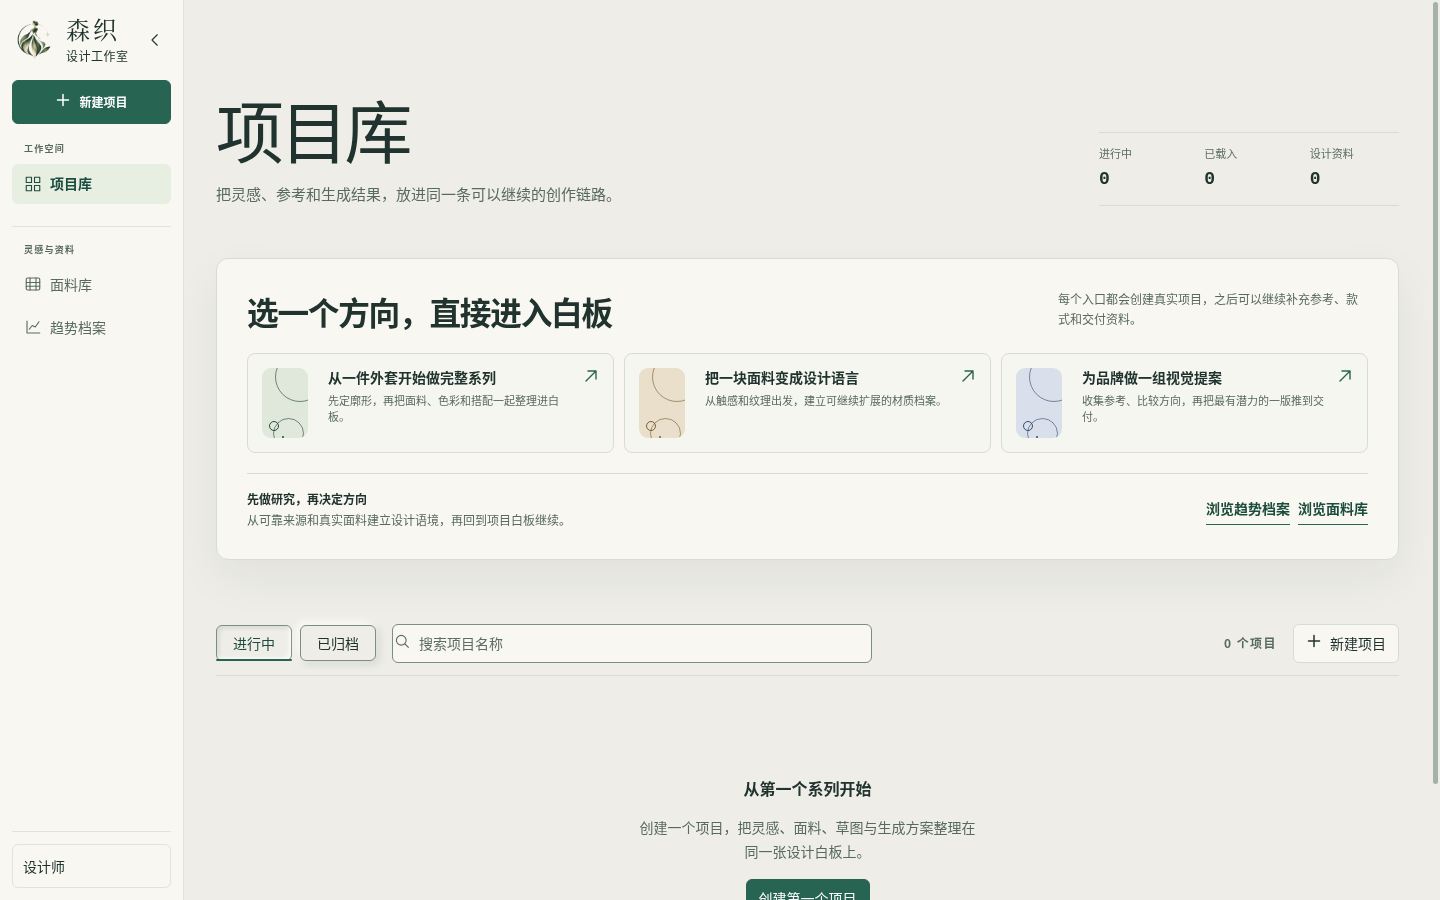 森织
设计工作室
新建项目
工作空间
项目库
灵感与资料
面料库
趋势档案
设计师
项目库
把灵感、参考和生成结果，放进同一条可以继续的创作链路。
进行中
0
已载入
0
设计资料
0
选一个方向，直接进入白板
每个入口都会创建真实项目，之后可以继续补充参考、款
式和交付资料。
从一件外套开始做完整系列
先定廓形，再把面料、色彩和搭配一起整理进白
板。
把一块面料变成设计语言
从触感和纹理出发，建立可继续扩展的材质档案。
为品牌做一组视觉提案
收集参考、比较方向，再把最有潜力的一版推到交
付。
先做研究，再决定方向
从可靠来源和真实面料建立设计语境，再回到项目白板继续。
浏览趋势档案
浏览面料库
进行中
已归档
搜索项目名称
0 个项目
新建项目
从第一个系列开始
创建一个项目，把灵感、面料、草图与生成方案整理在
同一张设计白板上。
创建第一个项目